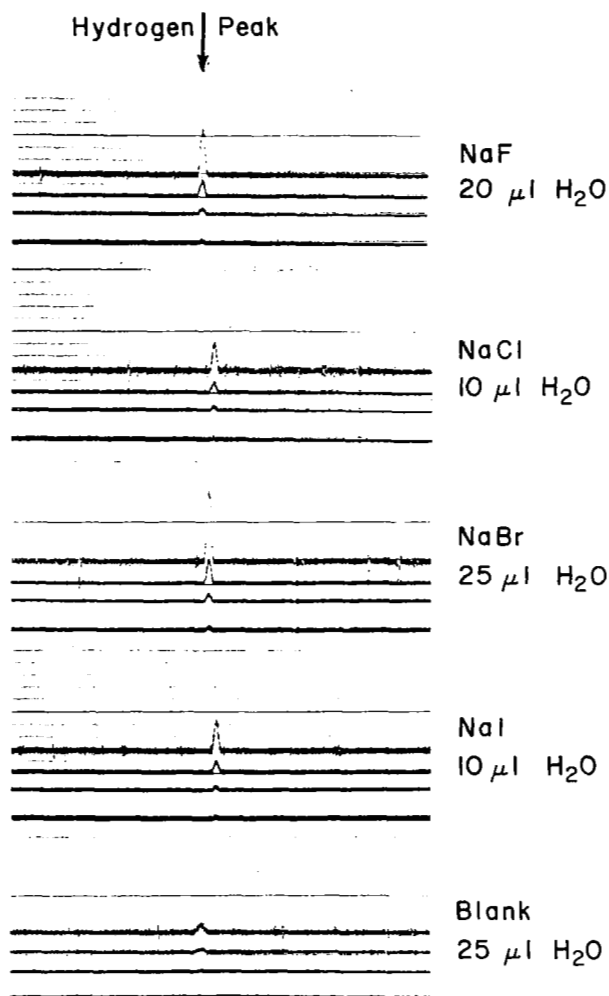 Hydrogen Peak
NaF
20 μl H₂O
NaCl
10 μl H₂O
NaBr
25 μl H₂O
NaI
10 μl H₂O
Blank
25 μl H₂O